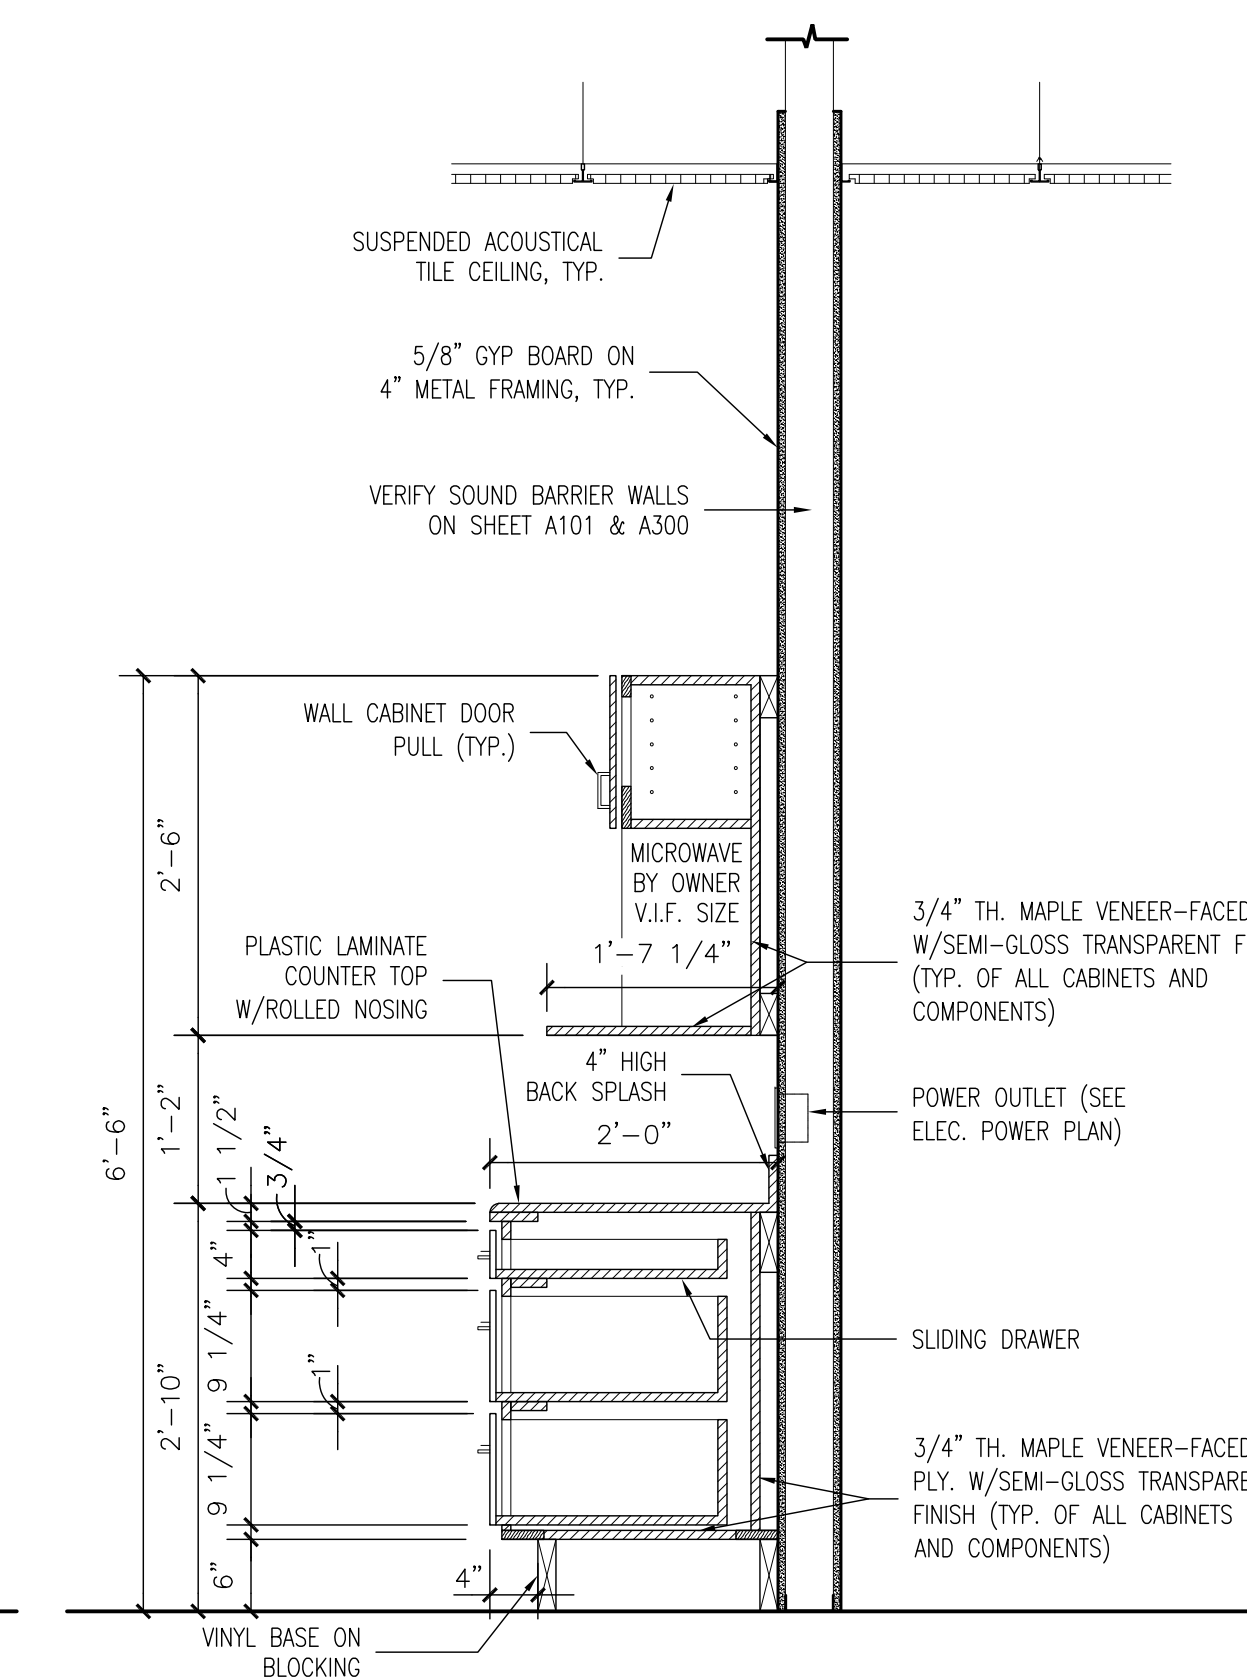 SUSPENDED ACOUSTICAL
TILE CEILING, TYP.
5/8" GYP BOARD ON
4" METAL FRAMING, TYP.
VERIFY SOUND BARRIER WALLS
ON SHEET A101 & A300
WALL CABINET DOOR
PULL (TYP.)
2'-6"
MICROWAVE
BY OWNER
V.I.F. SIZE
1'-7 1/4"
3/4" TH. MAPLE VENEER-FACED
W/SEMI-GLOSS TRANSPARENT F
(TYP. OF ALL CABINETS AND
COMPONENTS)
PLASTIC LAMINATE
COUNTER TOP
W/ROLLED NOSING
4" HIGH
BACK SPLASH
2'-0"
POWER OUTLET (SEE
ELEC. POWER PLAN)
6'-6"
1'-2"
1 1/2"
3/4"
4"
1"
9 1/4"
1"
2'-10"
9 1/4"
6"
SLIDING DRAWER
3/4" TH. MAPLE VENEER-FACED
PLY. W/SEMI-GLOSS TRANSPARE
FINISH (TYP. OF ALL CABINETS
AND COMPONENTS)
4"
VINYL BASE ON
BLOCKING